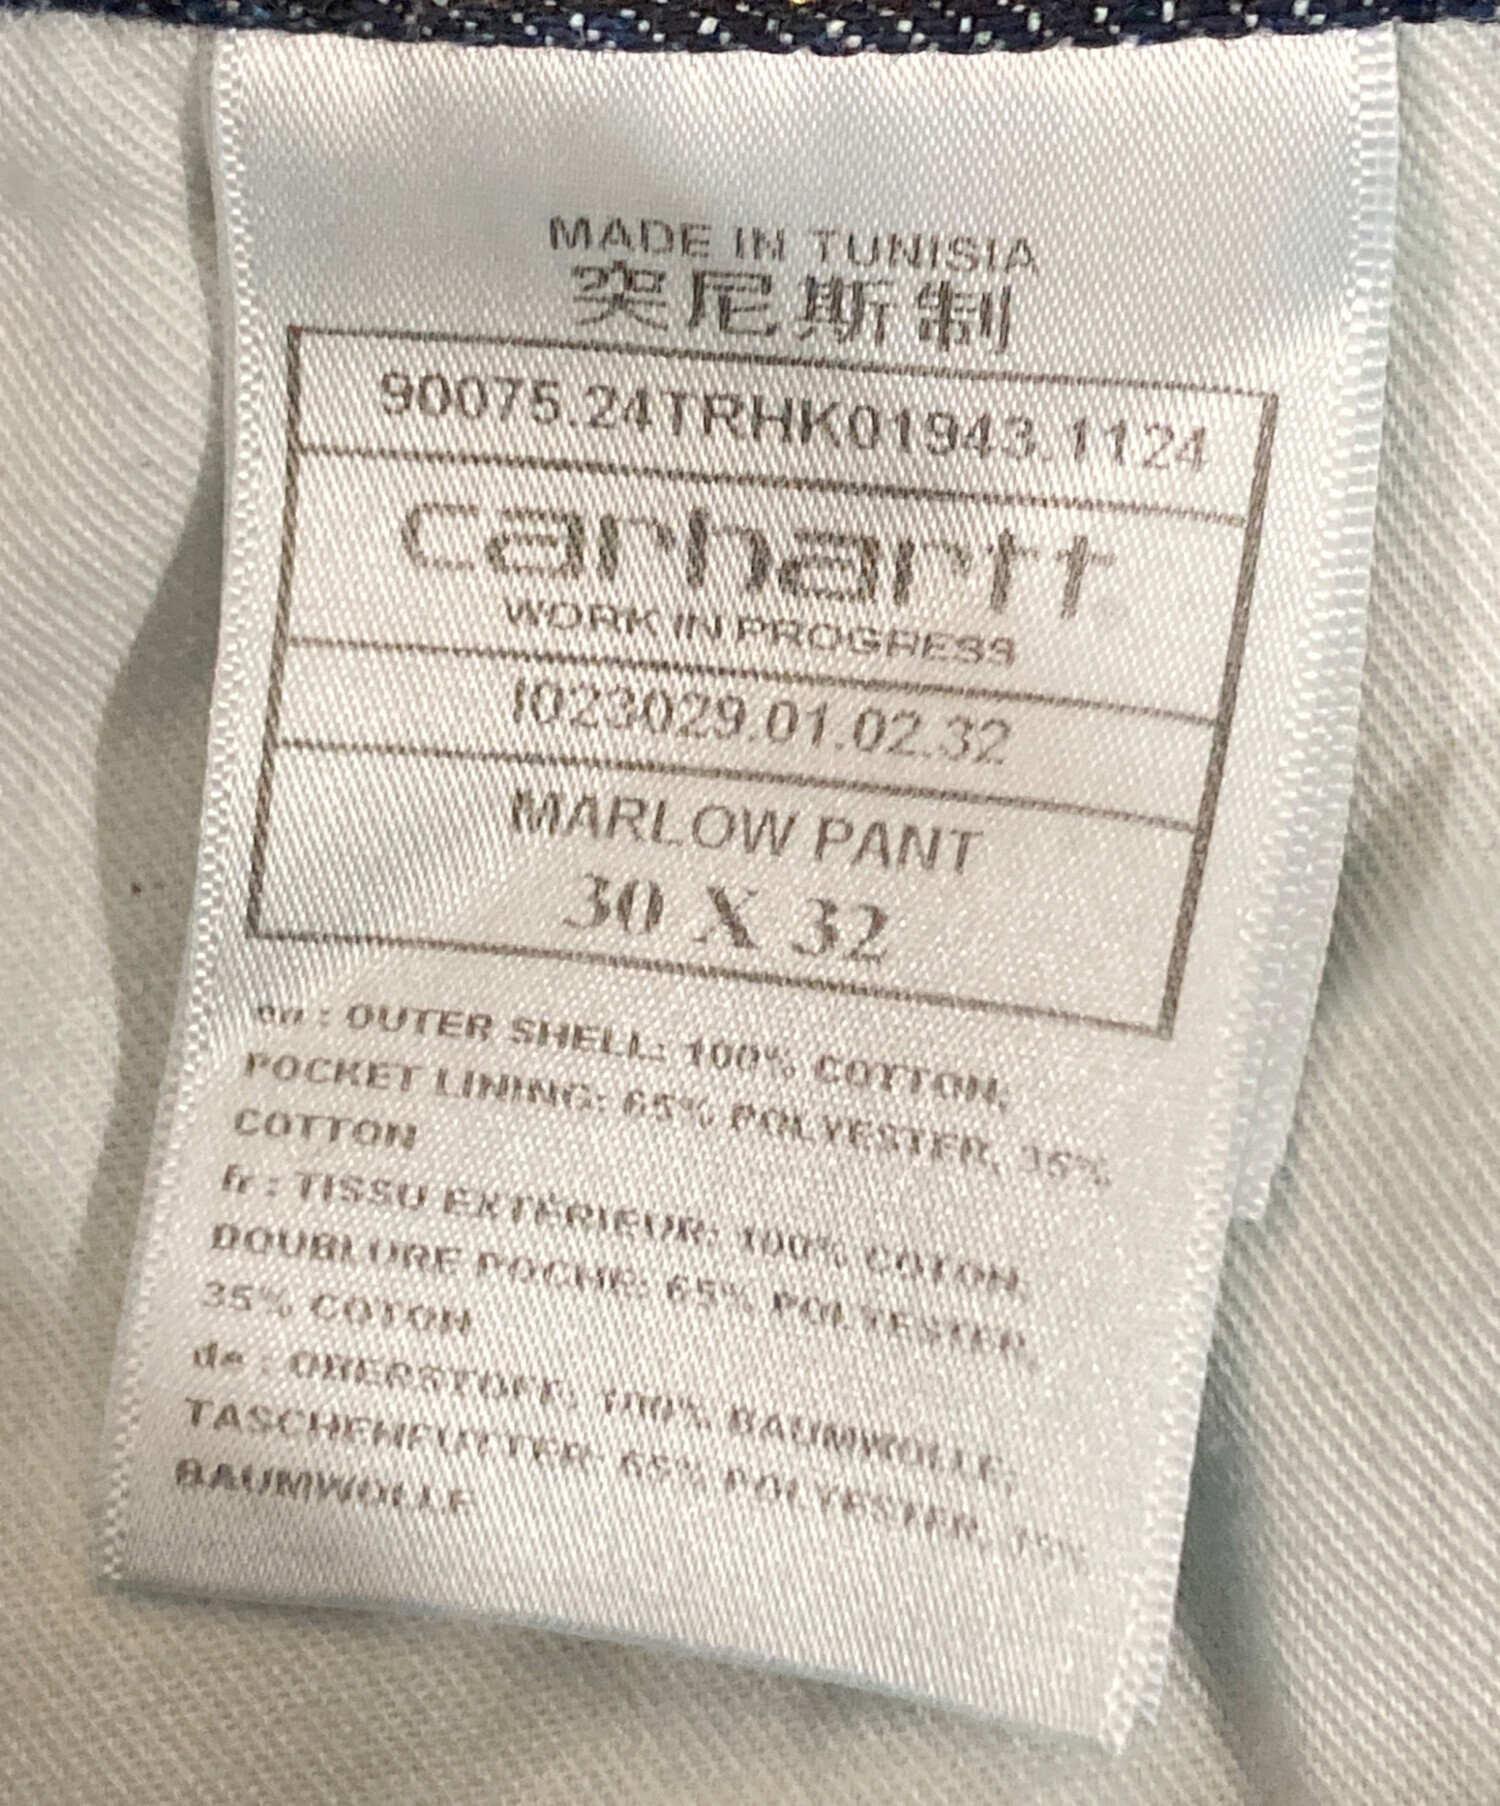 MADE IN TUNISIA
突尼斯制
90075.24TRHK01943.1124
carhartt
WORK IN PROGRESS
I023029.01.02.32
MARLOW PANT
30 X 32
en : OUTER SHELL: 100% COTTON,
POCKET LINING: 65% POLYESTER, 35%
COTTON
fr : TISSU EXTÉRIEUR: 100% COTON,
DOUBLURE POCHE: 65% POLYESTER,
35% COTON
de : OBERSTOFF: 100% BAUMWOLLE,
TASCHENFUTTER: 65% POLYESTER, 35%
BAUMWOLLE